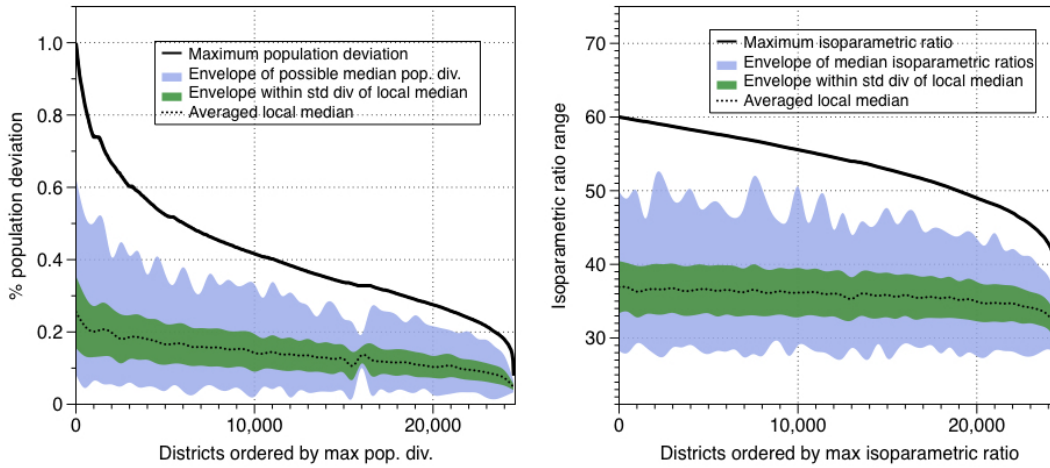 1.0
0.8
0.6
0.4
0.2
0
% population deviation
Maximum population deviation
Envelope of possible median pop. div.
Envelope within std div of local median
Averaged local median
0
10,000
20,000
Districts ordered by max pop. div.
70
60
50
40
30
Isoparametric ratio range
Maximum isoparametric ratio
Envelope of median isoparametric ratios
Envelope within std div of local median
Averaged local median
0
10,000
20,000
Districts ordered by max isoparametric ratio